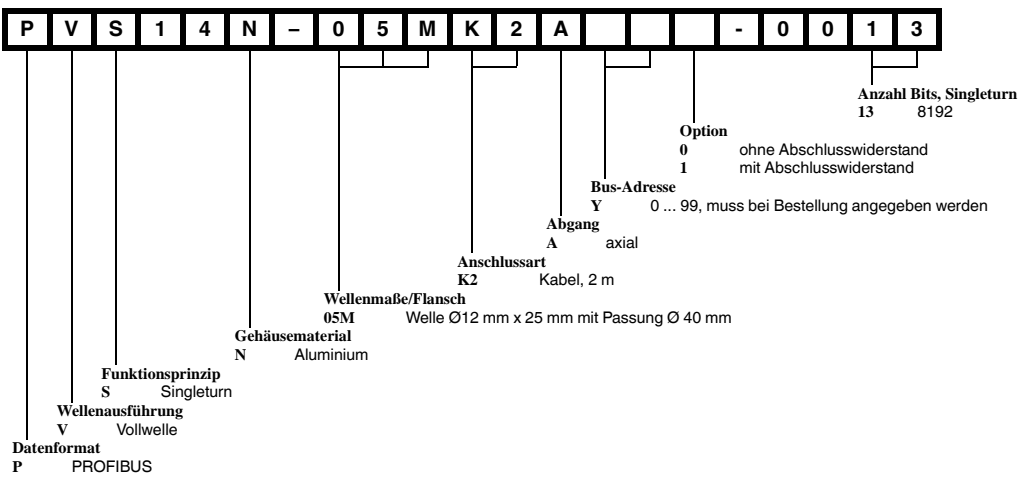 P V S 1 4 N – 0 5 M K 2 A - 0 0 1 3
Anzahl Bits, Singleturn
13 8192
Option
0 ohne Abschlusswiderstand
1 mit Abschlusswiderstand
Bus-Adresse
Y 0 ... 99, muss bei Bestellung angegeben werden
Abgang
A axial
Anschlussart
K2 Kabel, 2 m
Wellenmaße/Flansch
05M Welle Ø12 mm x 25 mm mit Passung Ø 40 mm
Gehäusematerial
N Aluminium
Funktionsprinzip
S Singleturn
Wellenausführung
V Vollwelle
Datenformat
P PROFIBUS